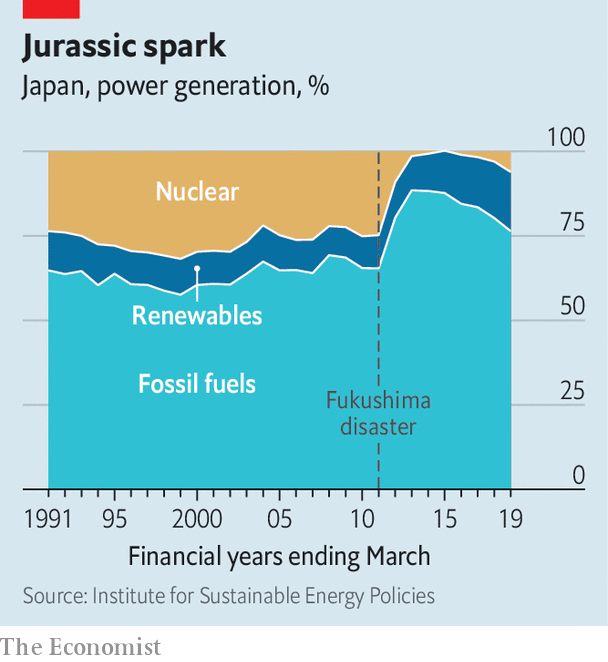 Jurassic spark
Japan, power generation, %
100
Nuclear
75
Renewables
50
Fossil fuels
25
Fukushima
disaster
0
1991 95 2000 05 10 15 19
Financial years ending March
Source: Institute for Sustainable Energy Policies
The Economist